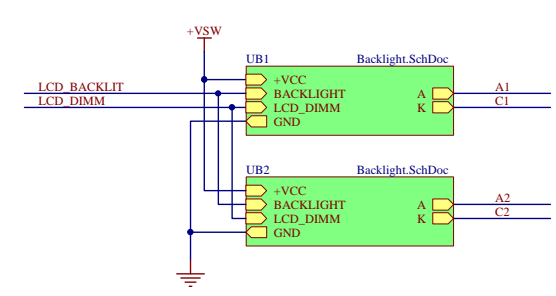 +VSW
UB1 Backlight.SchDoc
+VCC
LCD_BACKLIT BACKLIGHT A A1
LCD_DIMM LCD_DIMM K C1
GND
UB2 Backlight.SchDoc
+VCC
BACKLIGHT A A2
LCD_DIMM K C2
GND